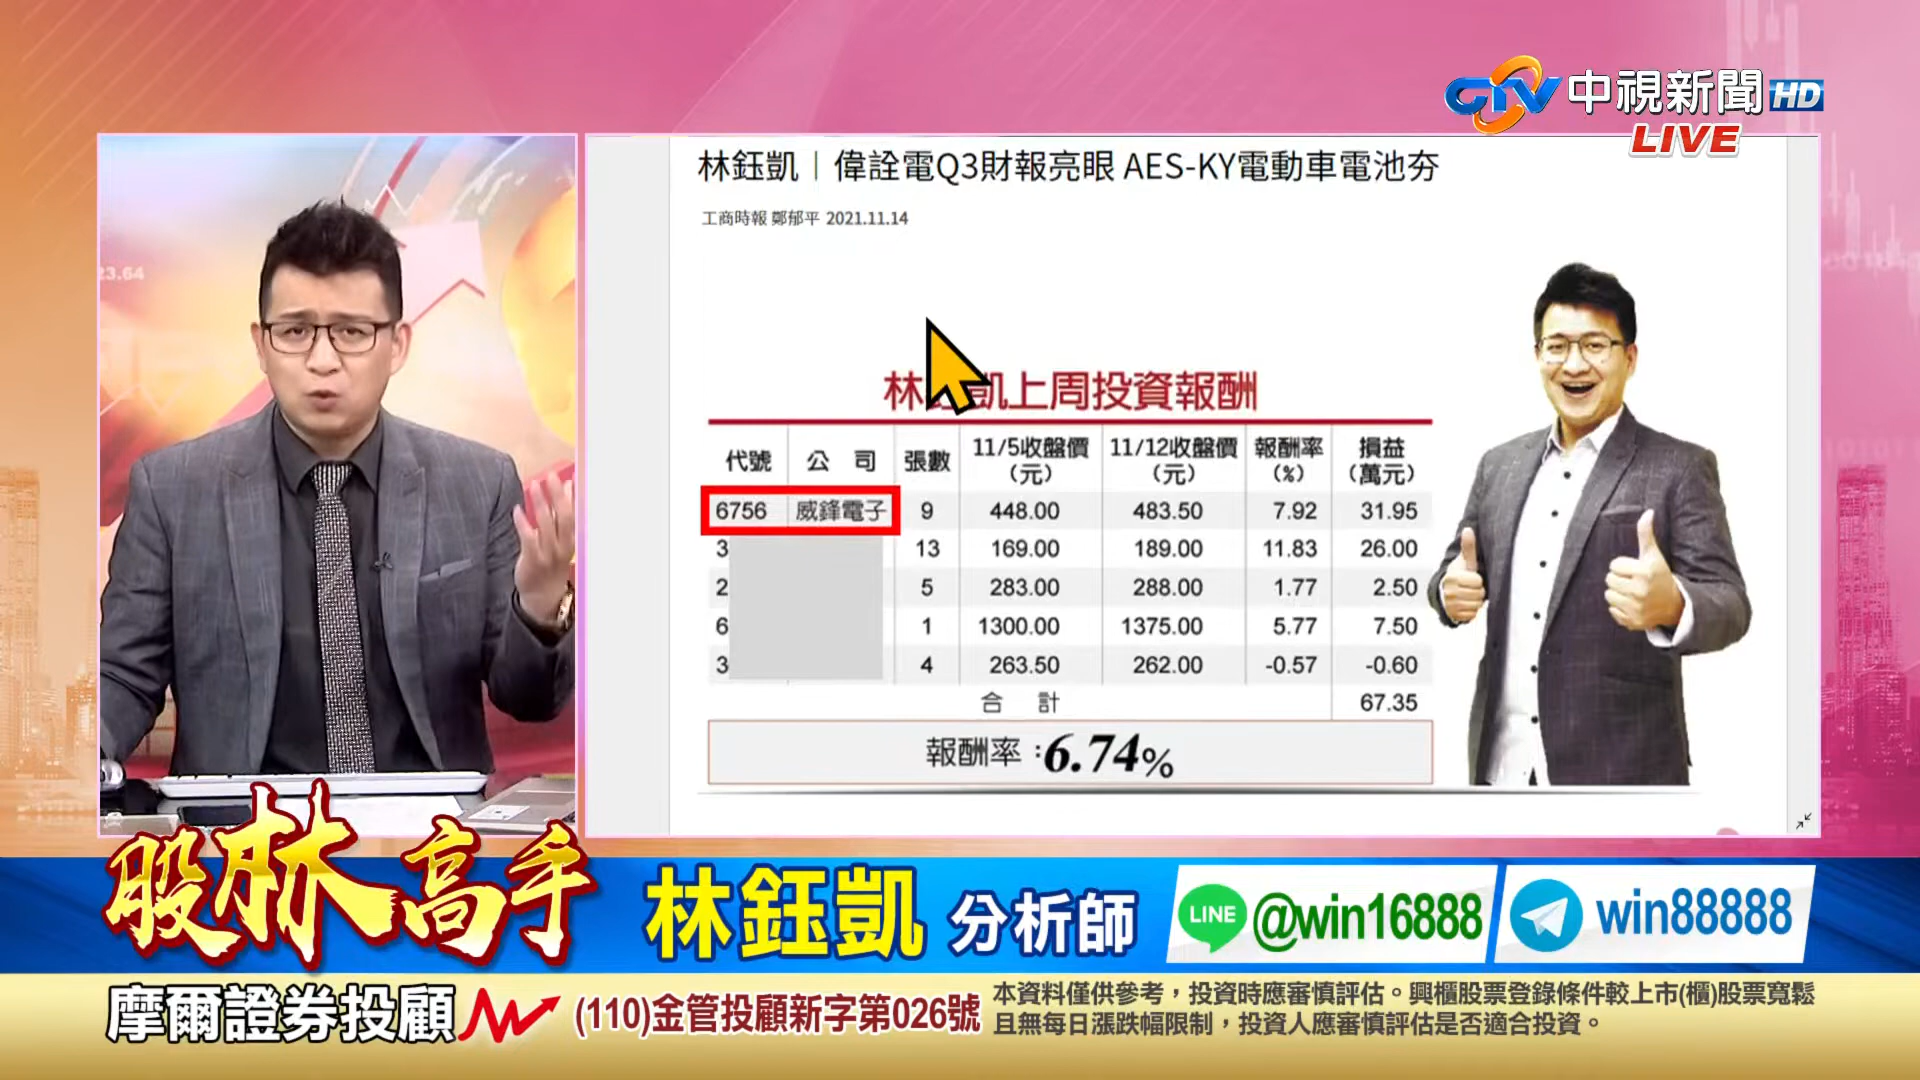 CTV 中視新聞 HD
LIVE
23.64
林鈺凱︱偉詮電Q3財報亮眼 AES-KY電動車電池夯
工商時報 鄭郁平 2021.11.14
林 凱上周投資報酬
代號 公司 張數 11/5收盤價(元) 11/12收盤價(元) 報酬率(%) 損益(萬元)
6756 威鋒電子 9 448.00 483.50 7.92 31.95
3 13 169.00 189.00 11.83 26.00
2 5 283.00 288.00 1.77 2.50
6 1 1300.00 1375.00 5.77 7.50
3 4 263.50 262.00 -0.57 -0.60
合計 67.35
報酬率:6.74%
股林高手
林鈺凱 分析師
LINE @win16888
win88888
摩爾證券投顧
(110)金管投顧新字第026號
本資料僅供參考，投資時應審慎評估。興櫃股票登錄條件較上市(櫃)股票寬鬆
且無每日漲跌幅限制，投資人應審慎評估是否適合投資。